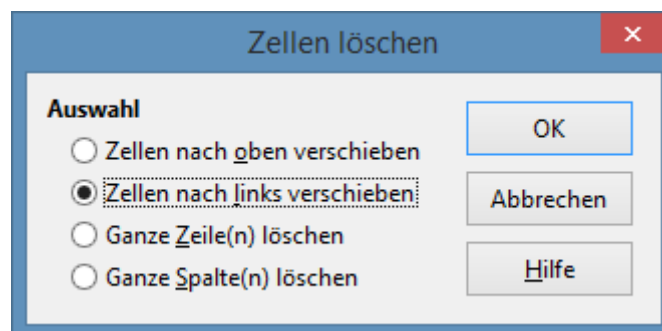 Zellen löschen
Auswahl
Zellen nach oben verschieben
Zellen nach links verschieben
Ganze Zeile(n) löschen
Ganze Spalte(n) löschen
OK
Abbrechen
Hilfe